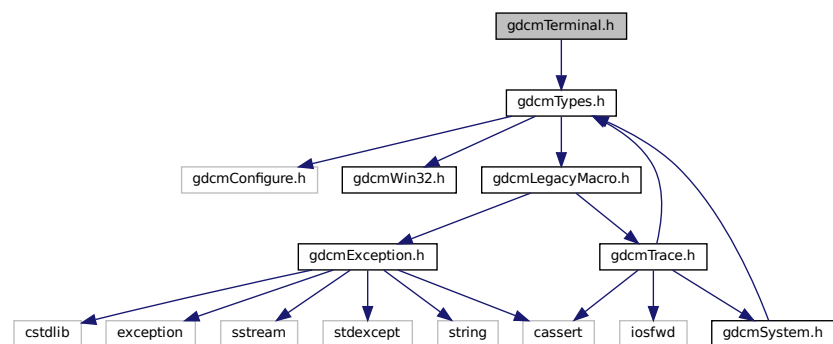 gdcmTerminal.h
gdcmTypes.h
gdcmConfigure.h
gdcmWin32.h
gdcmLegacyMacro.h
gdcmException.h
gdcmTrace.h
cstdlib
exception
sstream
stdexcept
string
cassert
iosfwd
gdcmSystem.h